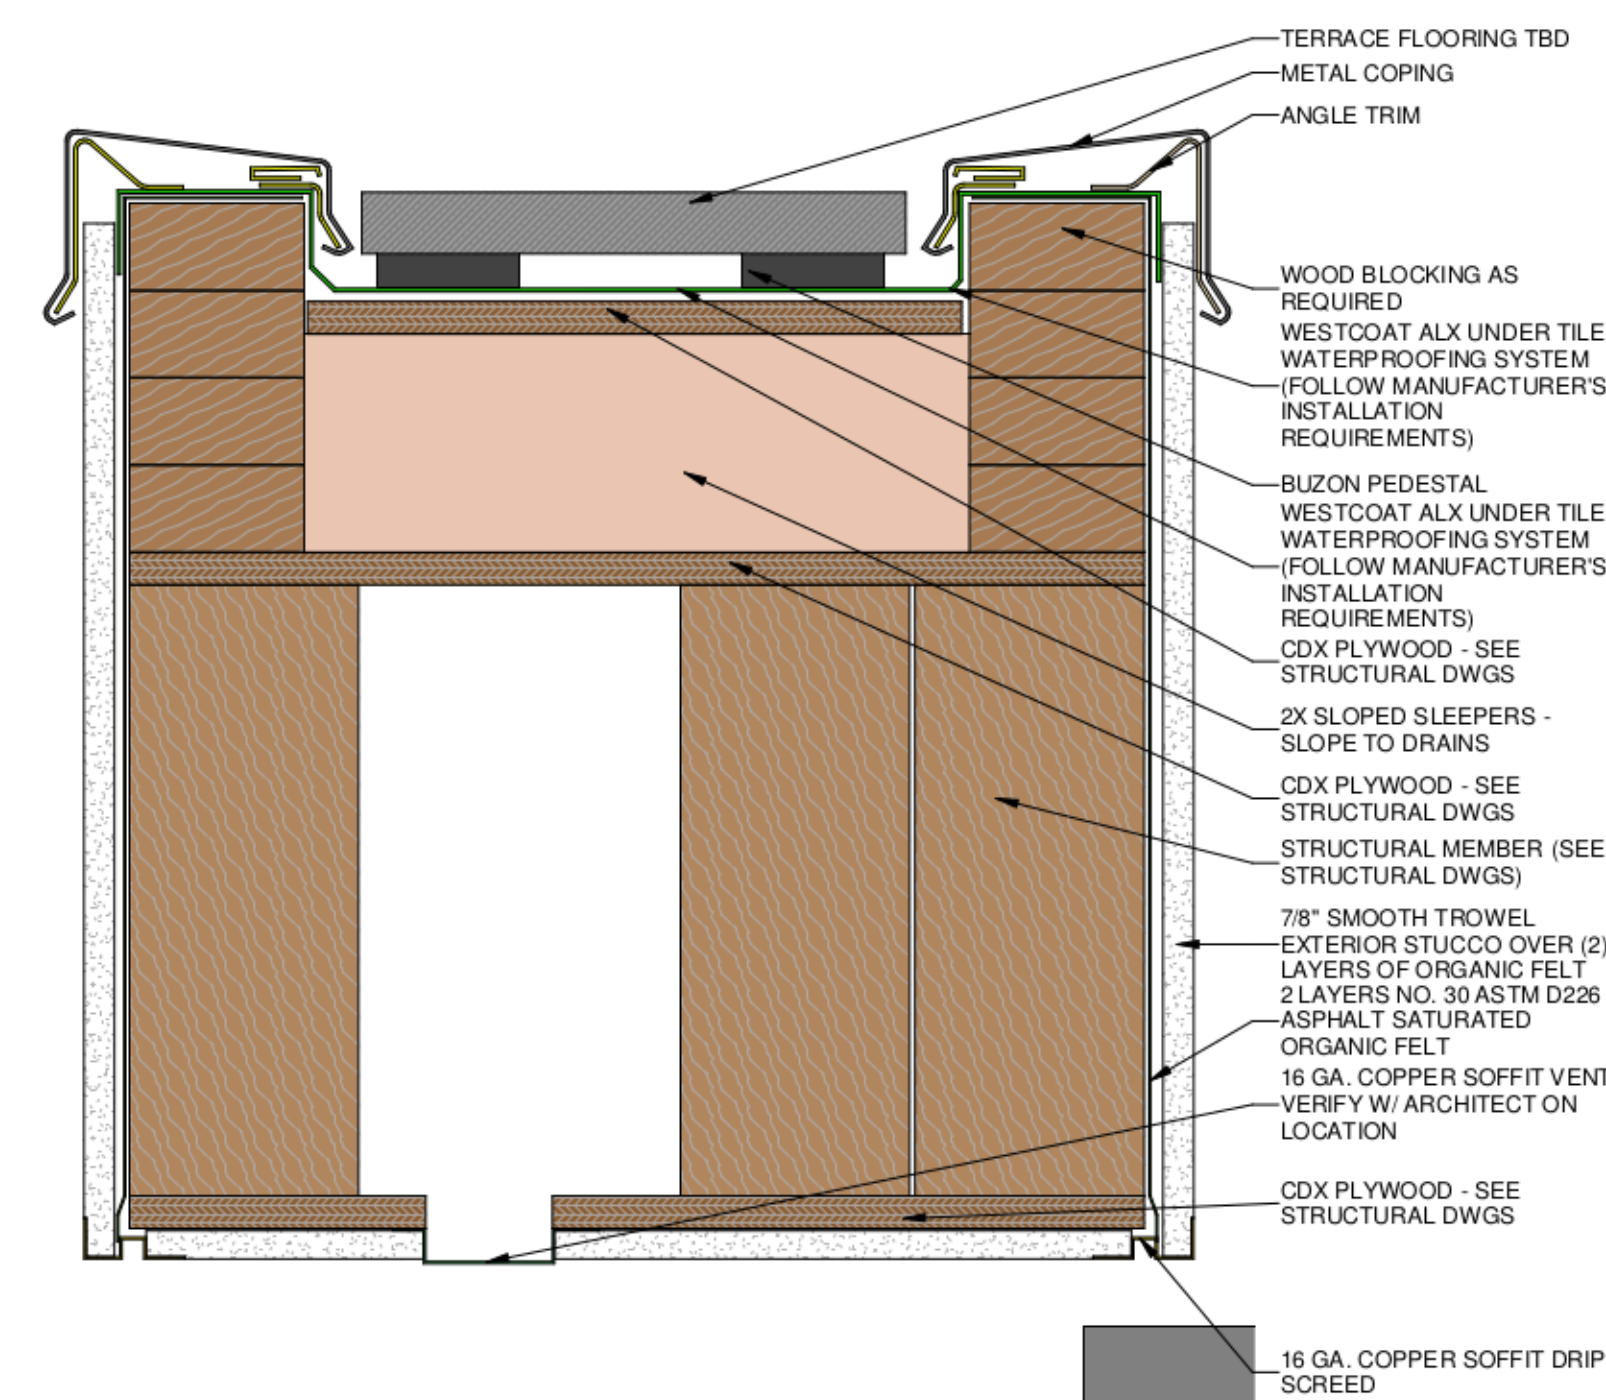 TERRACE FLOORING TBD
METAL COPING
ANGLE TRIM
WOOD BLOCKING AS
REQUIRED
WESTCOAT ALX UNDER TILE
WATERPROOFING SYSTEM
(FOLLOW MANUFACTURER'S
INSTALLATION
REQUIREMENTS)
BUZON PEDESTAL
WESTCOAT ALX UNDER TILE
WATERPROOFING SYSTEM
(FOLLOW MANUFACTURER'S
INSTALLATION
REQUIREMENTS)
CDX PLYWOOD - SEE
STRUCTURAL DWGS
2X SLOPED SLEEPERS -
SLOPE TO DRAINS
CDX PLYWOOD - SEE
STRUCTURAL DWGS
STRUCTURAL MEMBER (SEE
STRUCTURAL DWGS)
7/8" SMOOTH TROWEL
EXTERIOR STUCCO OVER (2)
LAYERS OF ORGANIC FELT
2 LAYERS NO. 30 ASTM D226
ASPHALT SATURATED
ORGANIC FELT
16 GA. COPPER SOFFIT VENT
VERIFY W/ ARCHITECT ON
LOCATION
CDX PLYWOOD - SEE
STRUCTURAL DWGS
16 GA. COPPER SOFFIT DRIP
SCREED